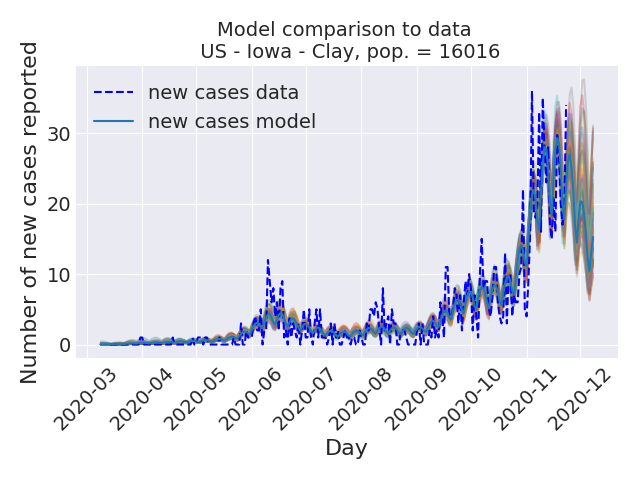 Model comparison to data
US - Iowa - Clay, pop. = 16016
new cases data
new cases model
Number of new cases reported
30
20
10
0
2020-03
2020-04
2020-05
2020-06
2020-07
2020-08
2020-09
2020-10
2020-11
2020-12
Day